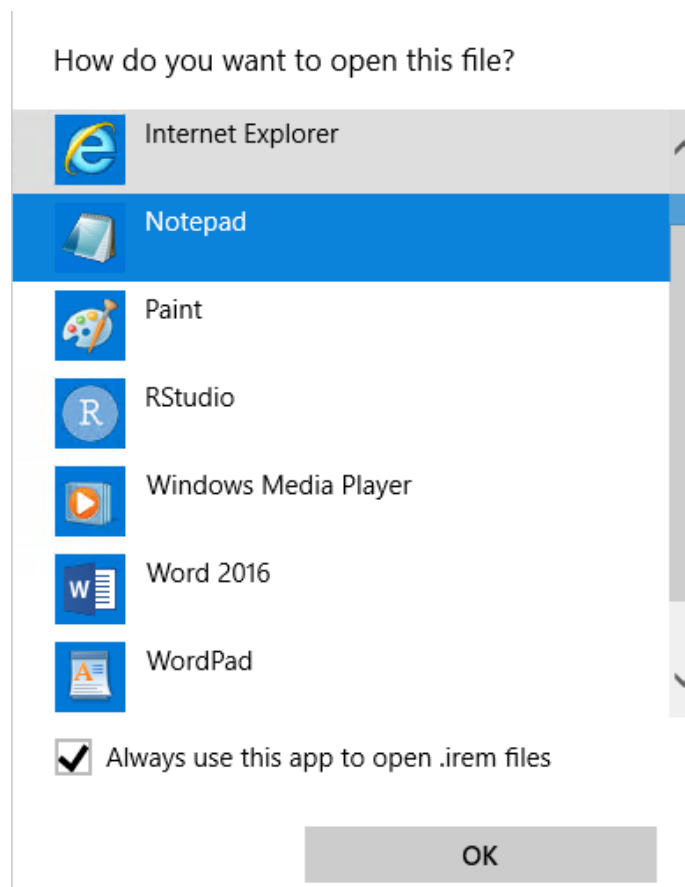 How do you want to open this file?
Internet Explorer
Notepad
Paint
R
RStudio
Windows Media Player
W
Word 2016
A
WordPad
Always use this app to open .irem files
OK